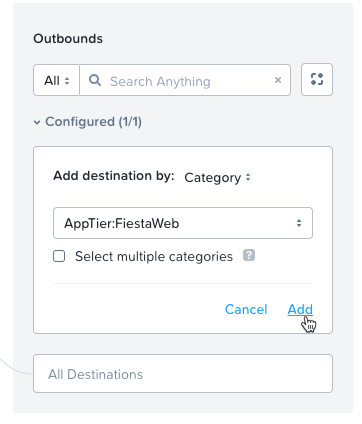 Outbounds
All Search Anything ×
Configured (1/1)
Add destination by: Category
AppTier:FiestaWeb
Select multiple categories ?
Cancel Add
All Destinations